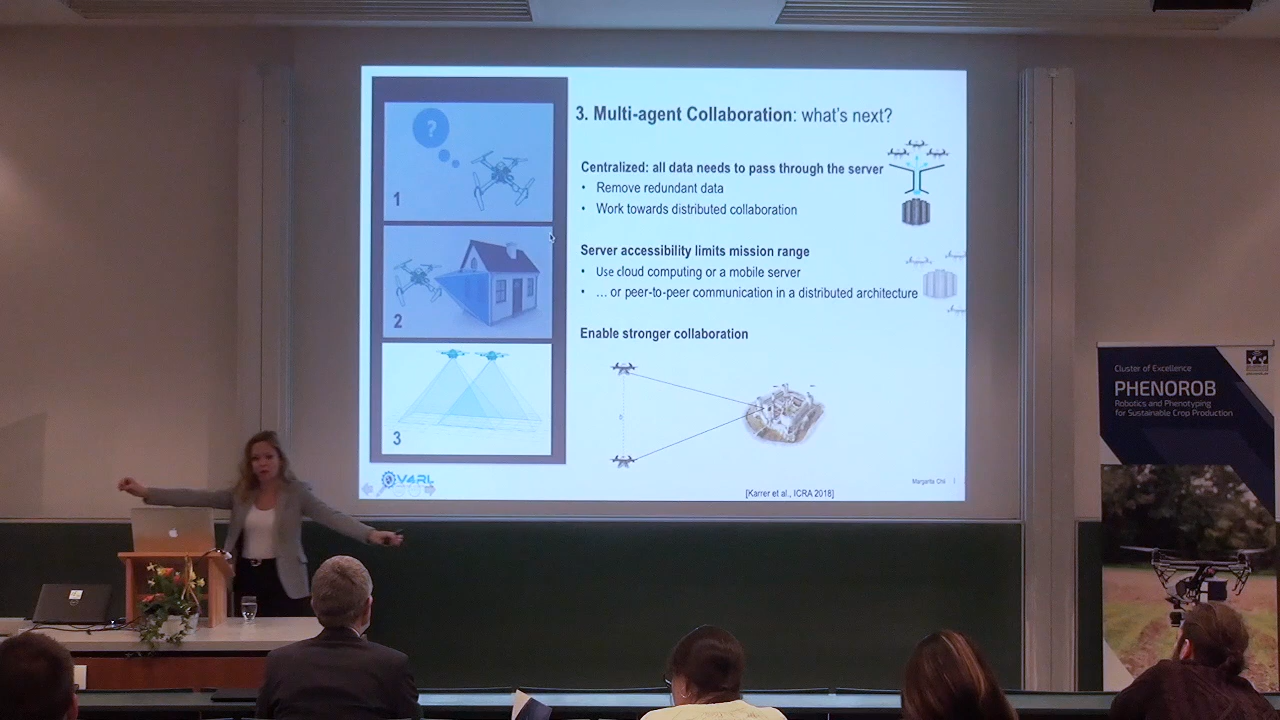 3. Multi-agent Collaboration: what's next?
Centralized: all data needs to pass through the server
• Remove redundant data
• Work towards distributed collaboration
Server accessibility limits mission range
• Use cloud computing or a mobile server
• … or peer-to-peer communication in a distributed architecture
Enable stronger collaboration
?
1
2
3
V4RL
[Karrer et al., ICRA 2018]
Margarita Chli
Cluster of Excellence
PHENOROB
Robotics and Phenotyping
for Sustainable Crop Production